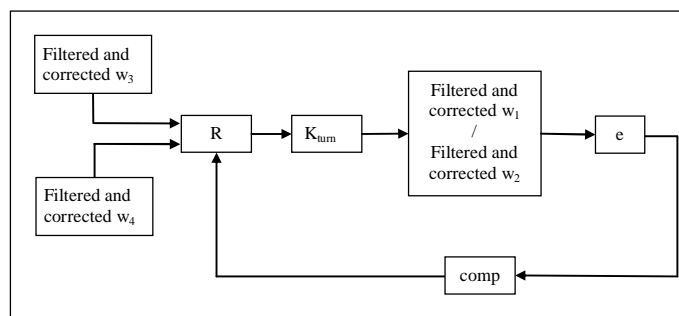 Filtered and
corrected w3
R
Kturn
Filtered and
corrected w1
/
Filtered and
corrected w2
e
Filtered and
corrected w4
comp